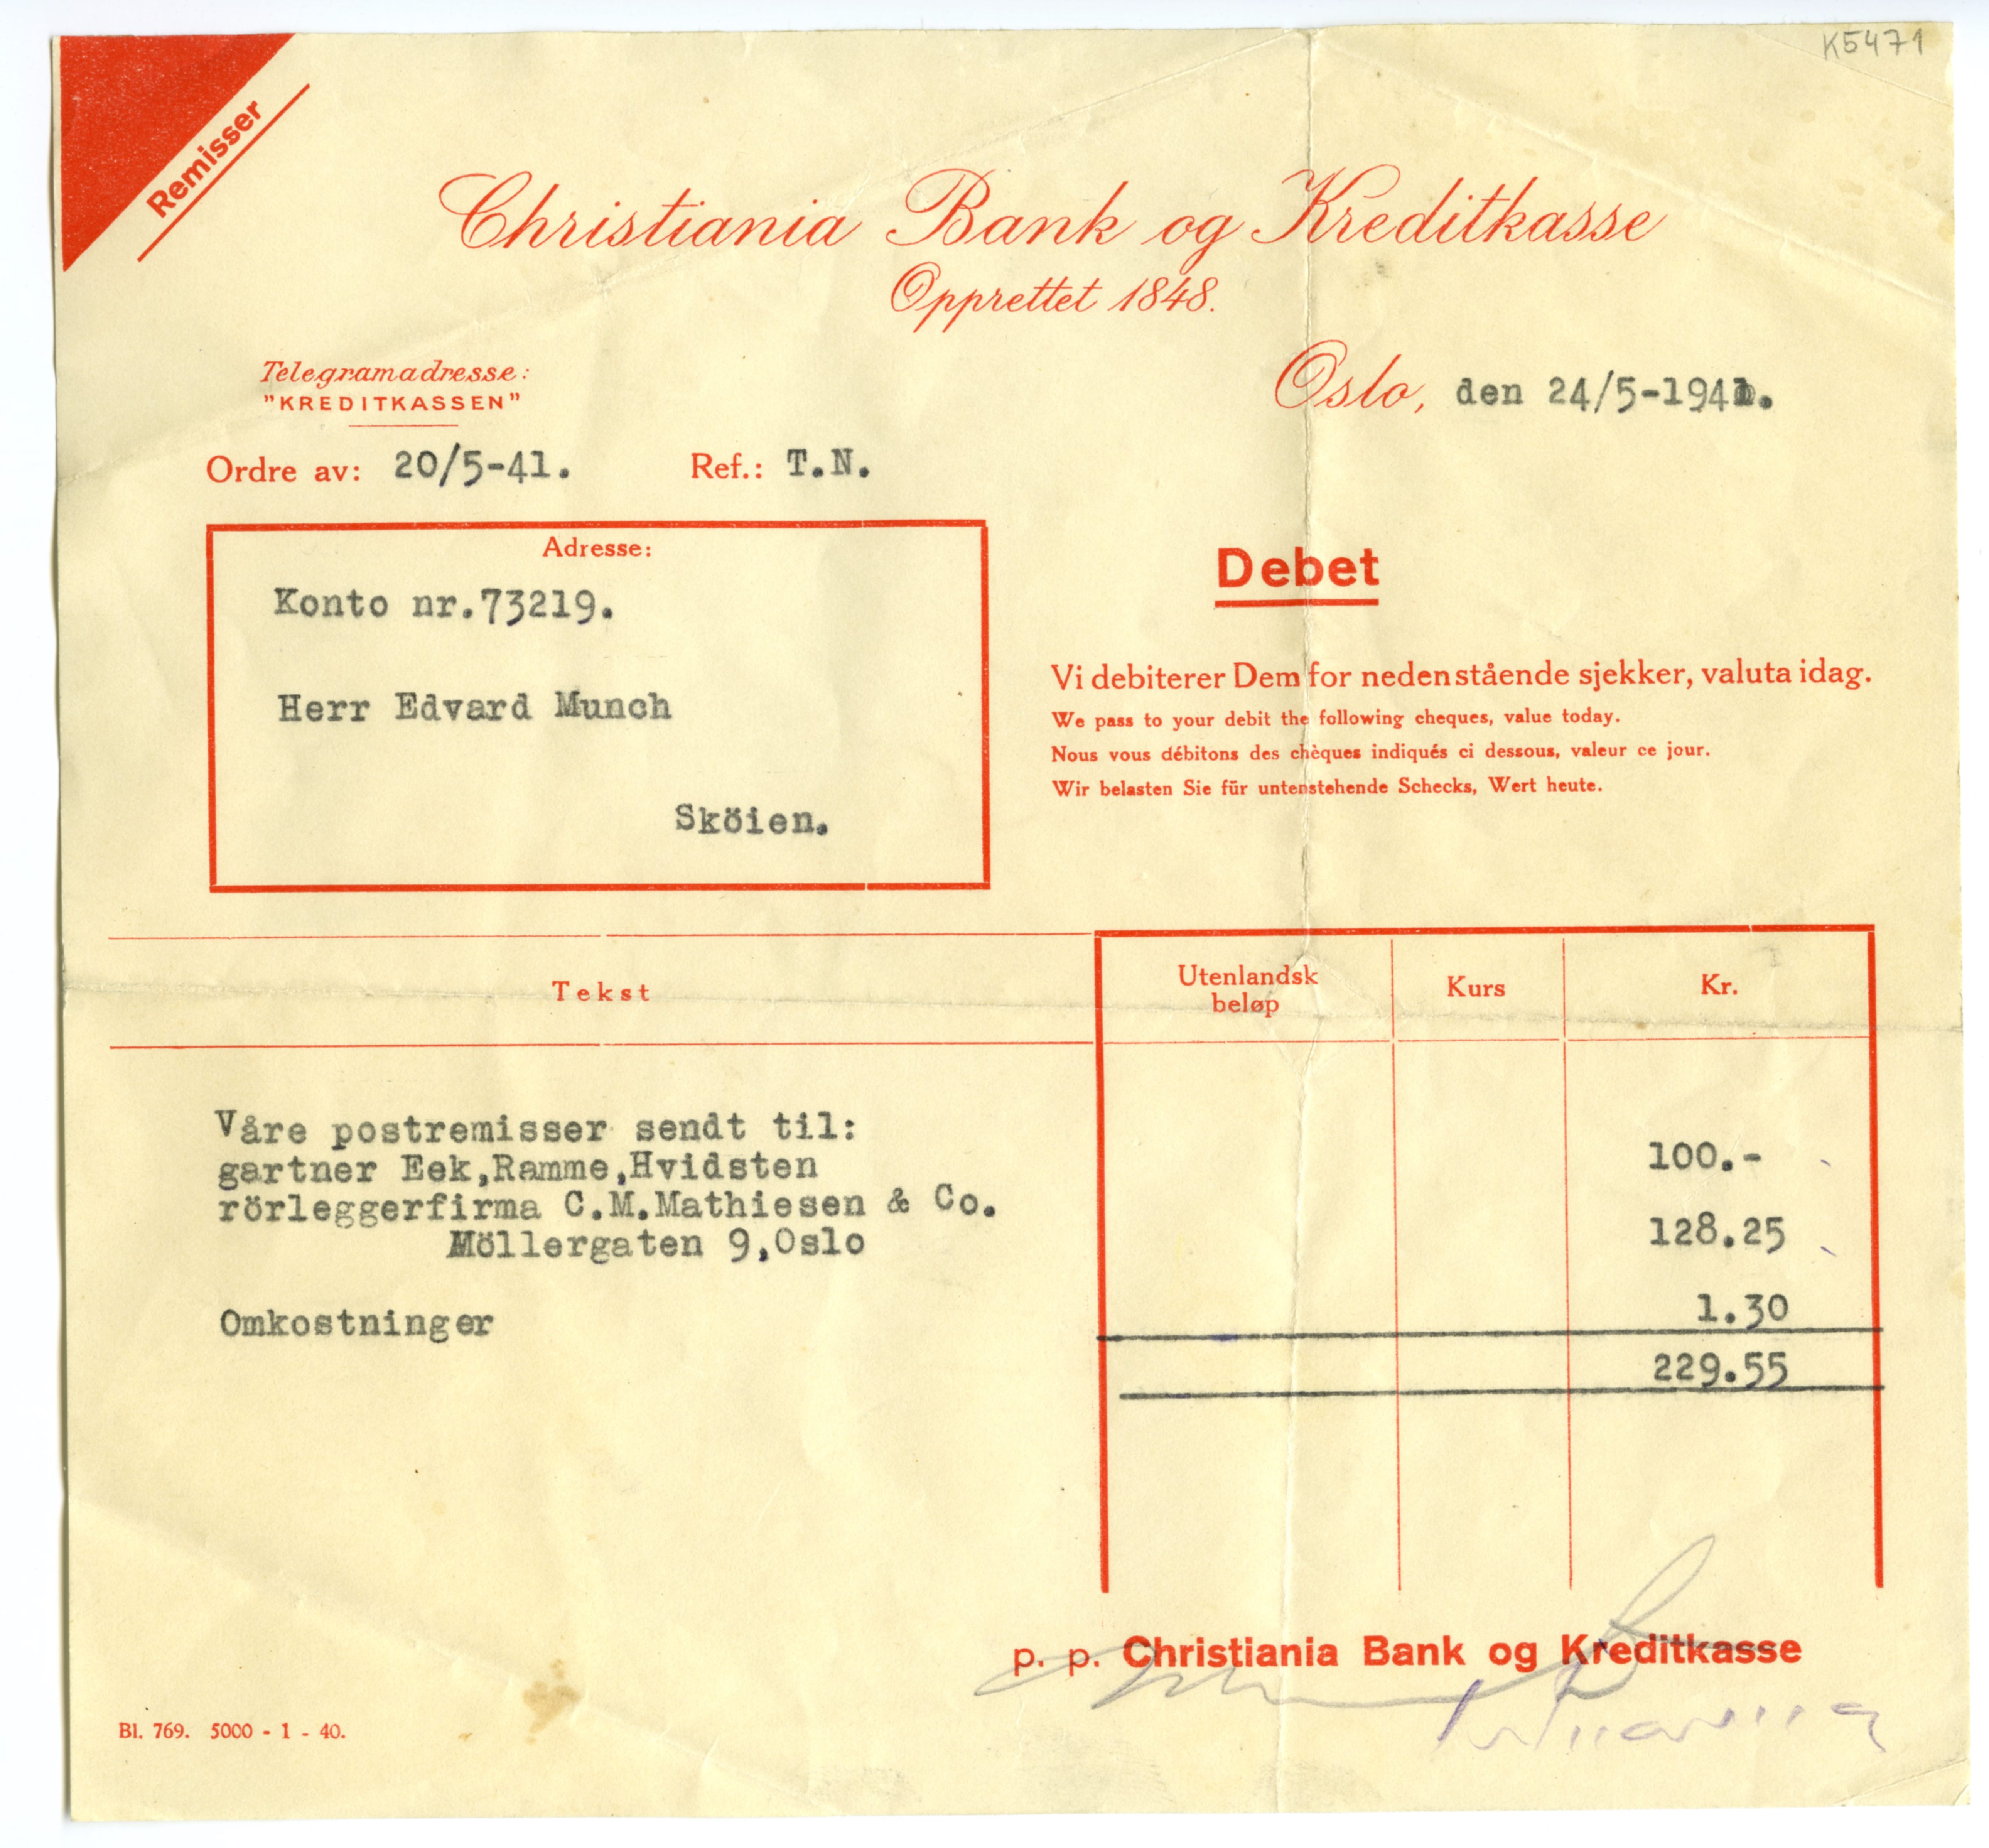 K5471
Remisser
Christiania Bank og Kreditkasse
Opprettet 1848.
Telegramadresse:
"KREDITKASSEN"
Oslo, den 24/5-1941.
Ordre av: 20/5-41. Ref.: T.N.
Adresse:
Konto nr.73219.
Herr Edvard Munch
Sköien.
Debet
Vi debiterer Dem for nedenstående sjekker, valuta idag.
We pass to your debit the following cheques, value today.
Nous vous débitons des chèques indiqués ci dessous, valeur ce jour.
Wir belasten Sie für untenstehende Schecks, Wert heute.
Tekst
Utenlandsk
beløp
Kurs
Kr.
Våre postremisser sendt til:
gartner Eek,Ramme,Hvidsten 100.-
rörleggerfirma C.M.Mathiesen & Co.
Möllergaten 9,Oslo 128.25
Omkostninger 1.30
229.55
p. p. Christiania Bank og Kreditkasse
Bl. 769. 5000 - 1 - 40.